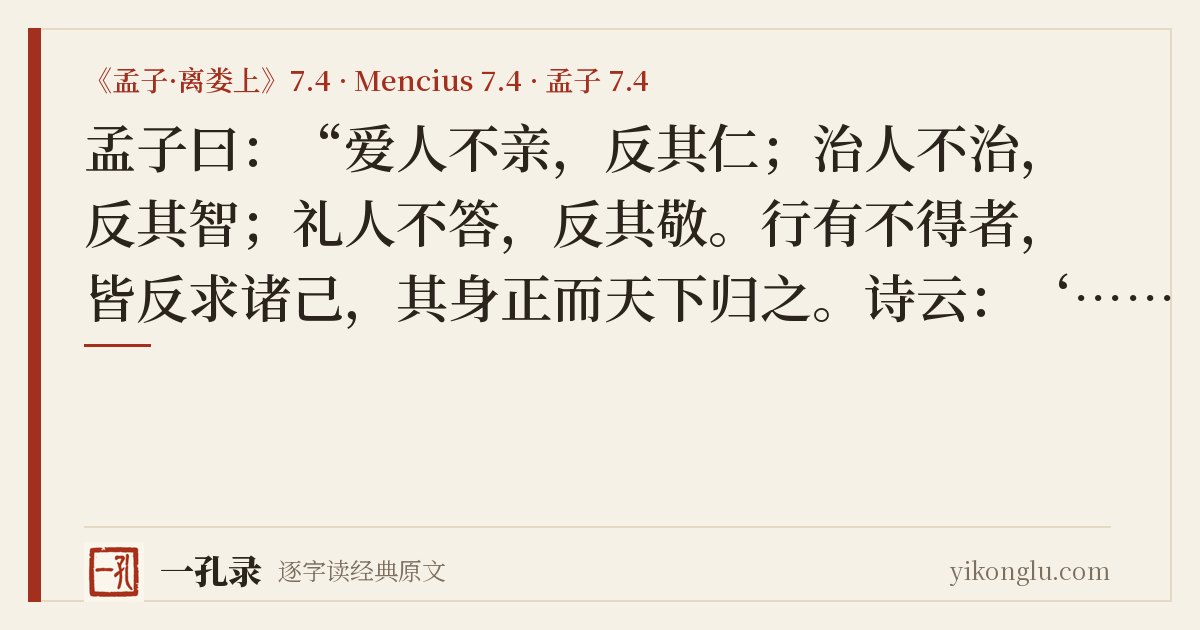 《孟子·离娄上》7.4 · Mencius 7.4 · 孟子 7.4
孟子曰：“爱人不亲，反其仁；治人不治，
反其智；礼人不答，反其敬。行有不得者，
皆反求诸己，其身正而天下归之。诗云：‘……
一孔
一孔录 逐字读经典原文 yikonglu.com